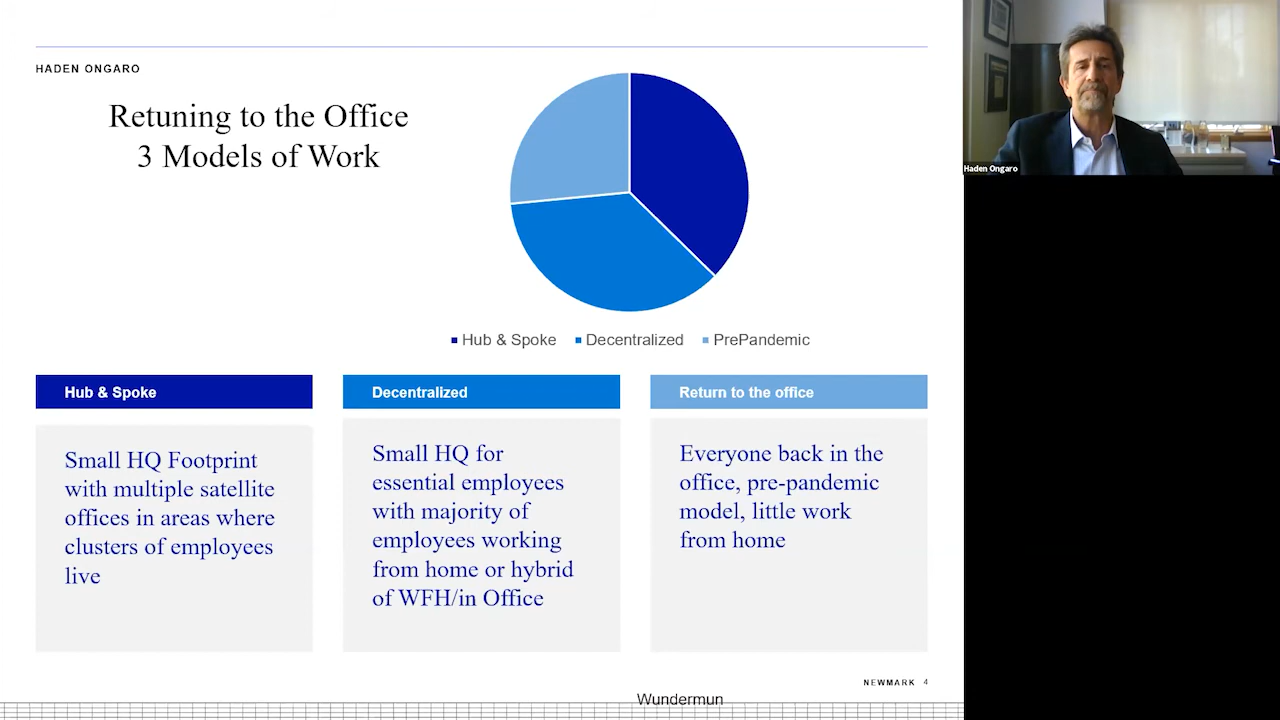 HADEN ONGARO
Retuning to the Office
3 Models of Work
Hub & Spoke
Decentralized
PrePandemic
Hub & Spoke
Small HQ Footprint
with multiple satellite
offices in areas where
clusters of employees
live
Decentralized
Small HQ for
essential employees
with majority of
employees working
from home or hybrid
of WFH/in Office
Return to the office
Everyone back in the
office, pre-pandemic
model, little work
from home
NEWMARK 4
Wundermun
Haden Ongaro